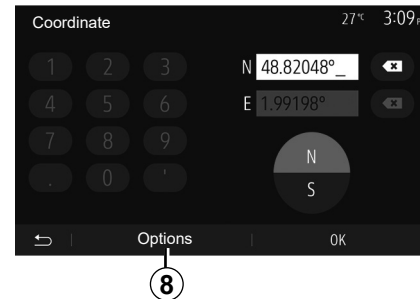 Coordinate 27 °C 3:09
1 2 3 N 48.82048°_
4 5 6 E 1.99198°
7 8 9 N
. 0 ' S
Options OK
8